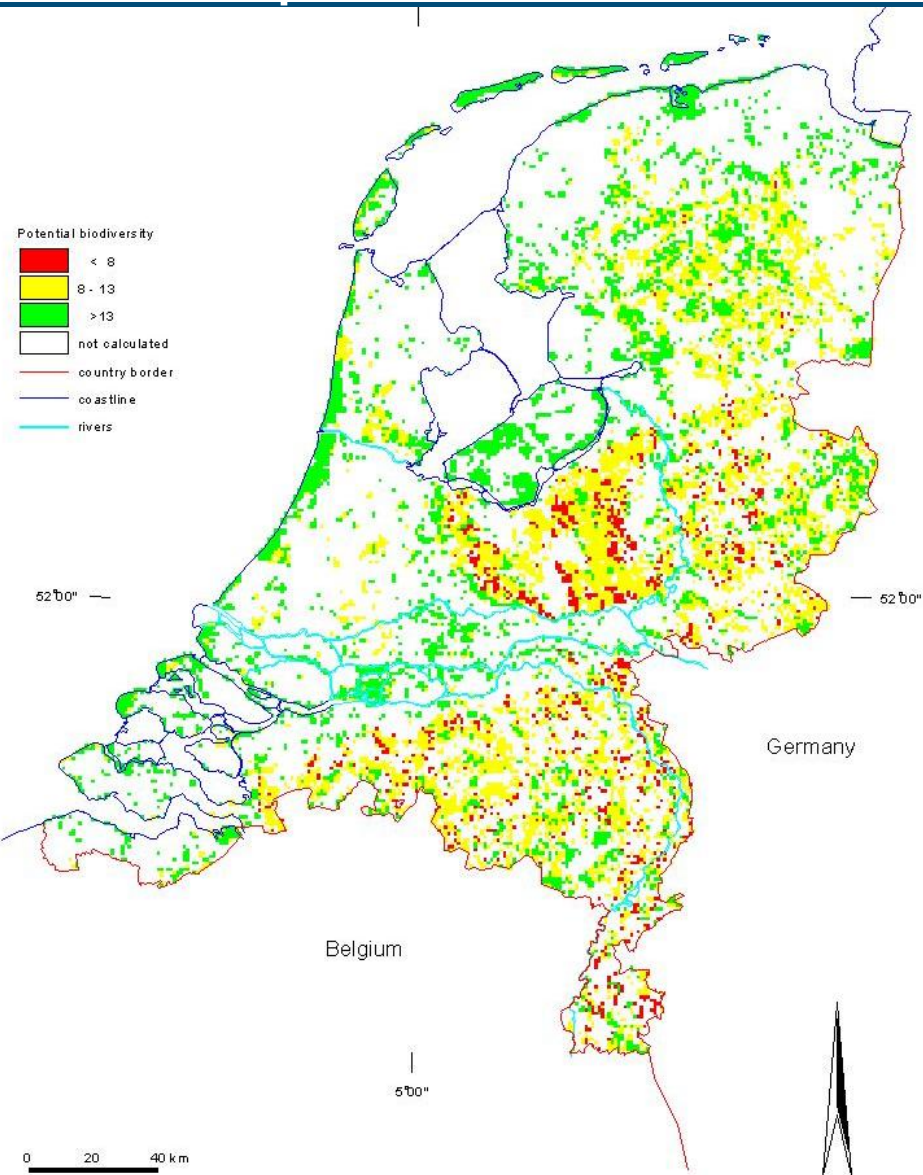 Potential biodiversity
< 8
8 - 13
>13
not calculated
country border
coastline
rivers
52°00"
52°00"
Germany
Belgium
5°00"
0 20 40 km